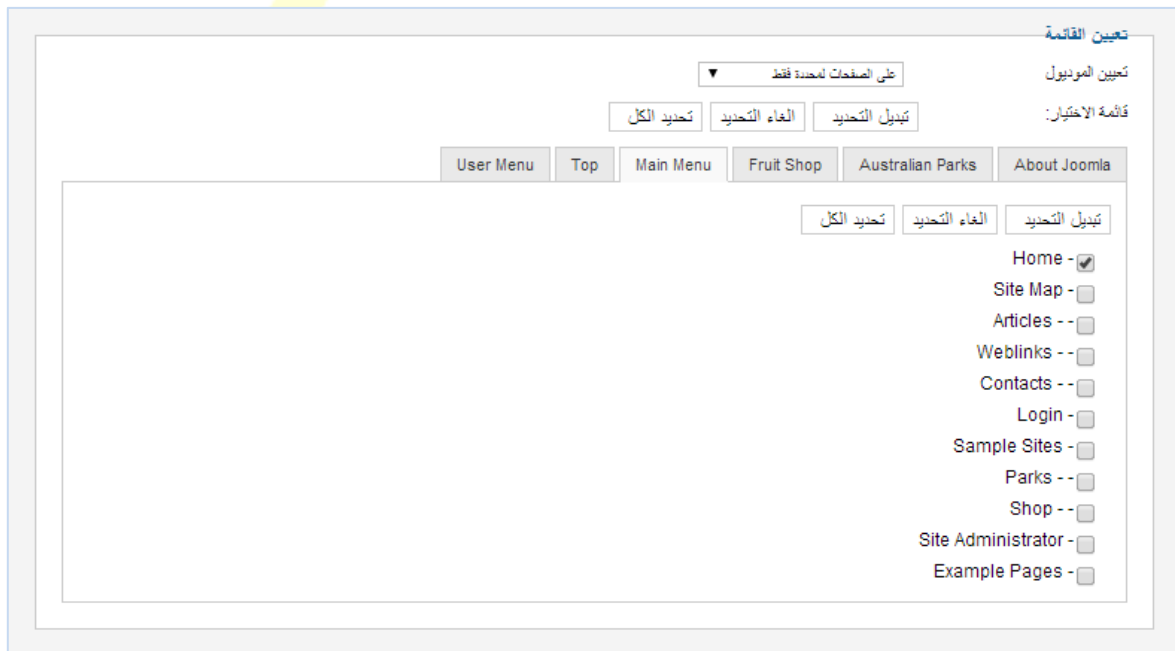 تعيين القائمة
تعيين الموديول على الصفحات لمحددة فقط
قائمة الاختيار: تبديل التحديد الغاء التحديد تحديد الكل
About Joomla Australian Parks Fruit Shop Main Menu Top User Menu
تبديل التحديد الغاء التحديد تحديد الكل
Home -
Site Map -
Articles - -
Weblinks - -
Contacts - -
Login -
Sample Sites -
Parks - -
Shop - -
Site Administrator -
Example Pages -